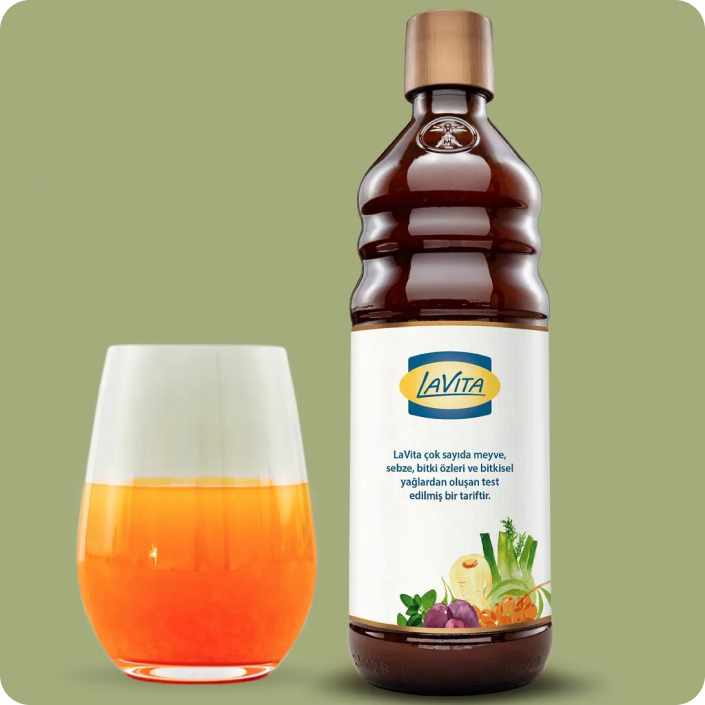 LAVITA
LaVita çok sayıda meyve,
sebze, bitki özleri ve bitkisel
yağlardan oluşan test
edilmiş bir tariftir.